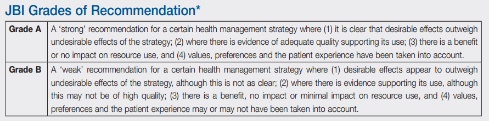 JBI Grades of Recommendation*
Grade A
A 'strong' recommendation for a certain health management strategy where (1) it is clear that desirable effects outweigh
undesirable effects of the strategy; (2) where there is evidence of adequate quality supporting its use; (3) there is a benefit
or no impact on resource use, and (4) values, preferences and the patient experience have been taken into account.
Grade B
A 'weak' recommendation for a certain health management strategy where (1) desirable effects appear to outweigh
undesirable effects of the strategy, although this is not as clear; (2) where there is evidence supporting its use, although
this may not be of high quality; (3) there is a benefit, no impact or minimal impact on resource use, and (4) values,
preferences and the patient experience may or may not have been taken into account.